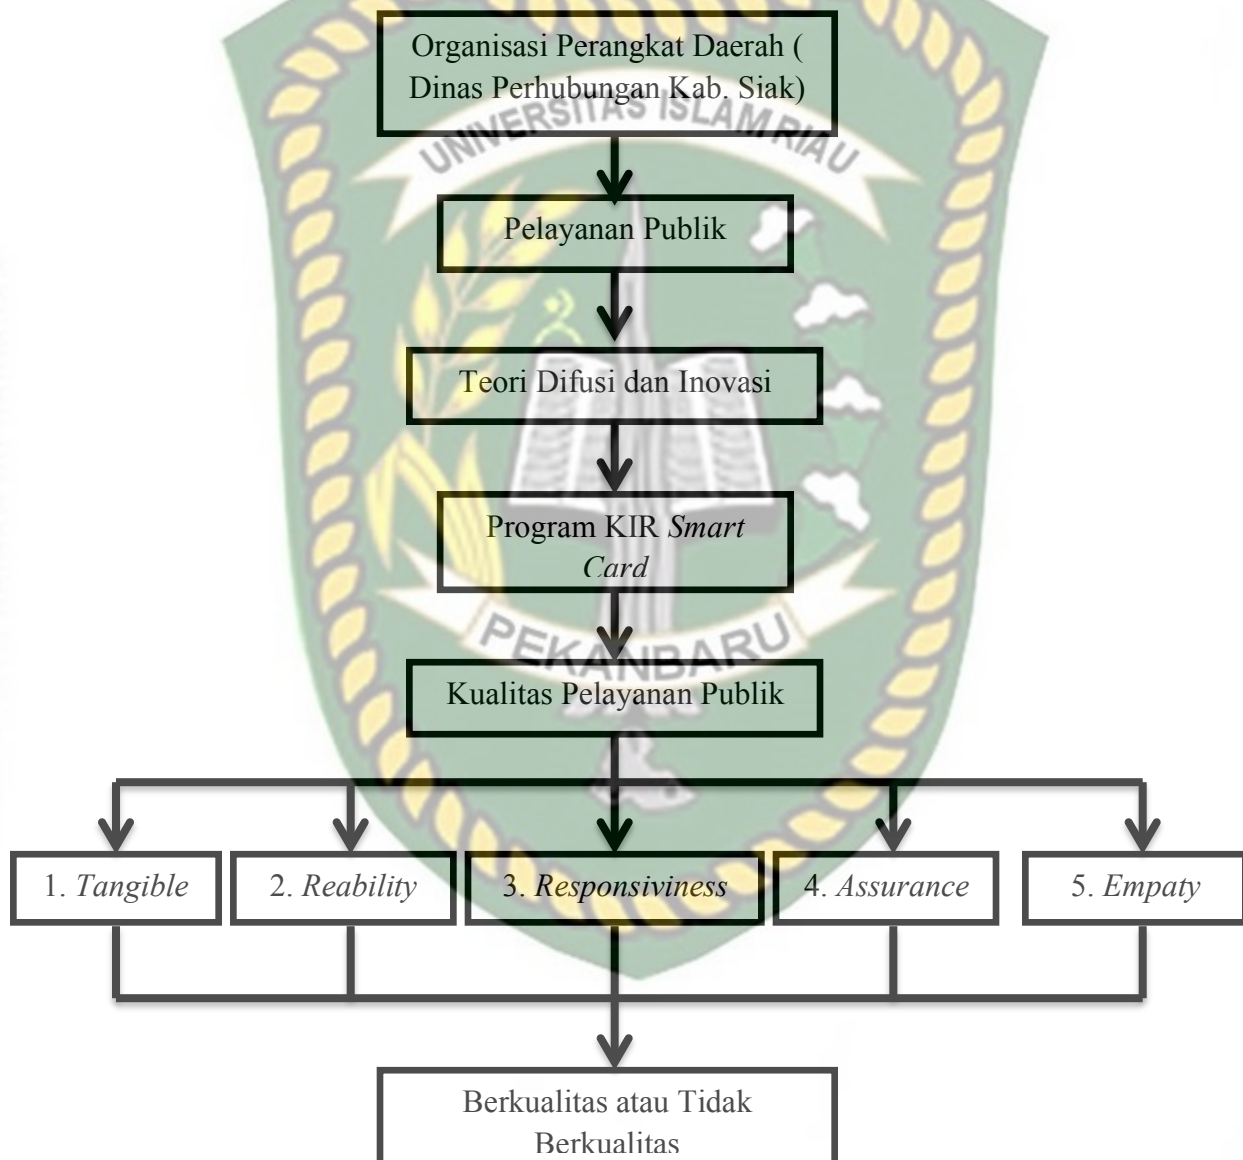 Organisasi Perangkat Daerah (
Dinas Perhubungan Kab. Siak)
UNIVERSITAS ISLAM RIAU
Pelayanan Publik
Teori Difusi dan Inovasi
Program KIR Smart
Card
PEKANBARU
Kualitas Pelayanan Publik
1. Tangible
2. Reability
3. Responsiviness
4. Assurance
5. Empaty
Berkualitas atau Tidak
Berkualitas